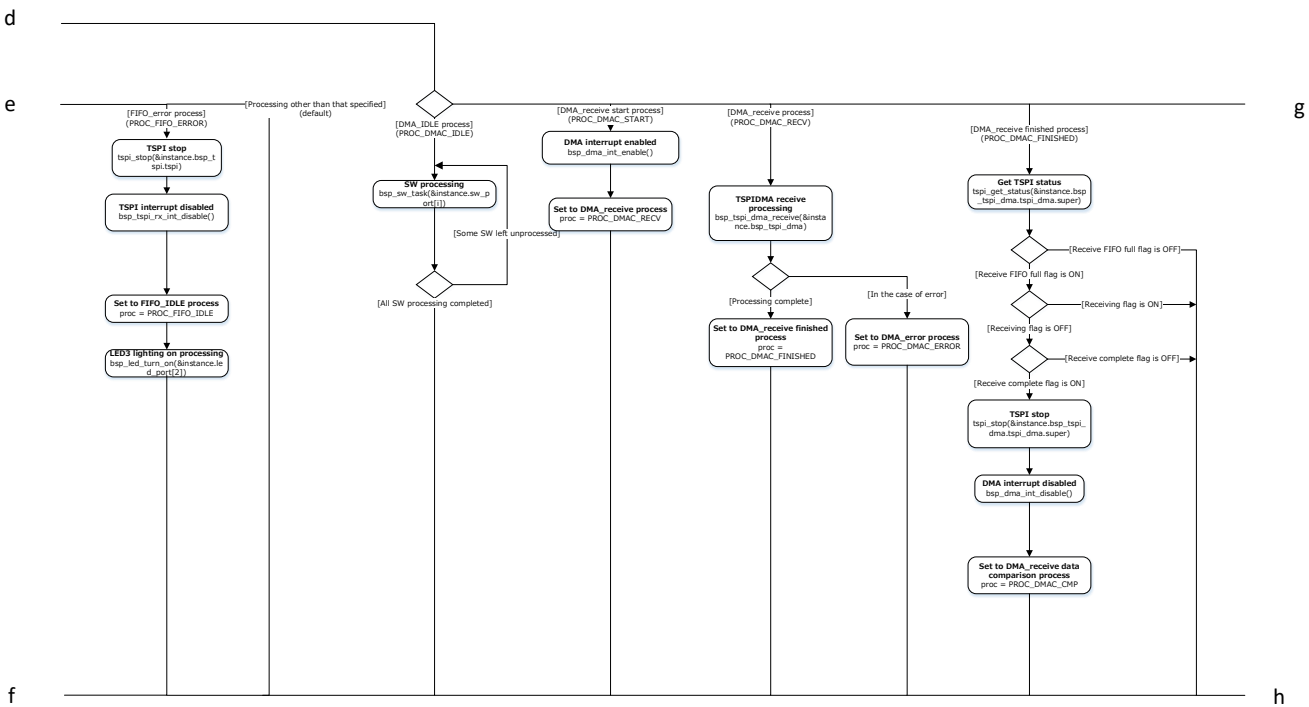 d
e
g
[FIFO_error process]
(PROC_FIFO_ERROR)
TSPI stop
tspi_stop(&instance.bsp_t
spi.tspi)
TSPI interrupt disabled
bsp_tspi_rx_int_disable()
Set to FIFO_IDLE process
proc = PROC_FIFO_IDLE
LED3 lighting on processing
bsp_led_turn_on(&instance.le
d_port[2])
[Processing other than that specified]
(default)
[DMA_IDLE process]
(PROC_DMAC_IDLE)
SW processing
bsp_sw_task(&instance.sw_p
ort[i])
[Some SW left unprocessed]
[All SW processing completed]
[DMA_receive start process]
(PROC_DMAC_START)
DMA interrupt enabled
bsp_dma_int_enable()
Set to DMA_receive process
proc = PROC_DMAC_RECV
[DMA_receive process]
(PROC_DMAC_RECV)
TSPIDMA receive
processing
bsp_tspi_dma_receive(&insta
nce.bsp_tspi_dma)
[Processing complete]
[In the case of error]
Set to DMA_receive finished
process
proc =
PROC_DMAC_FINISHED
Set to DMA_error process
proc = PROC_DMAC_ERROR
[DMA_receive finished process]
(PROC_DMAC_FINISHED)
Get TSPI status
tspi_get_status(&instance.bsp
_tspi_dma.tspi_dma.super)
[Receive FIFO full flag is OFF]
[Receive FIFO full flag is ON]
[Receiving flag is ON]
[Receiving flag is OFF]
[Receive complete flag is OFF]
[Receive complete flag is ON]
TSPI stop
tspi_stop(&instance.bsp_tspi_
dma.tspi_dma.super)
DMA interrupt disabled
bsp_dma_int_disable()
Set to DMA_receive data
comparison process
proc = PROC_DMAC_CMP
f
h